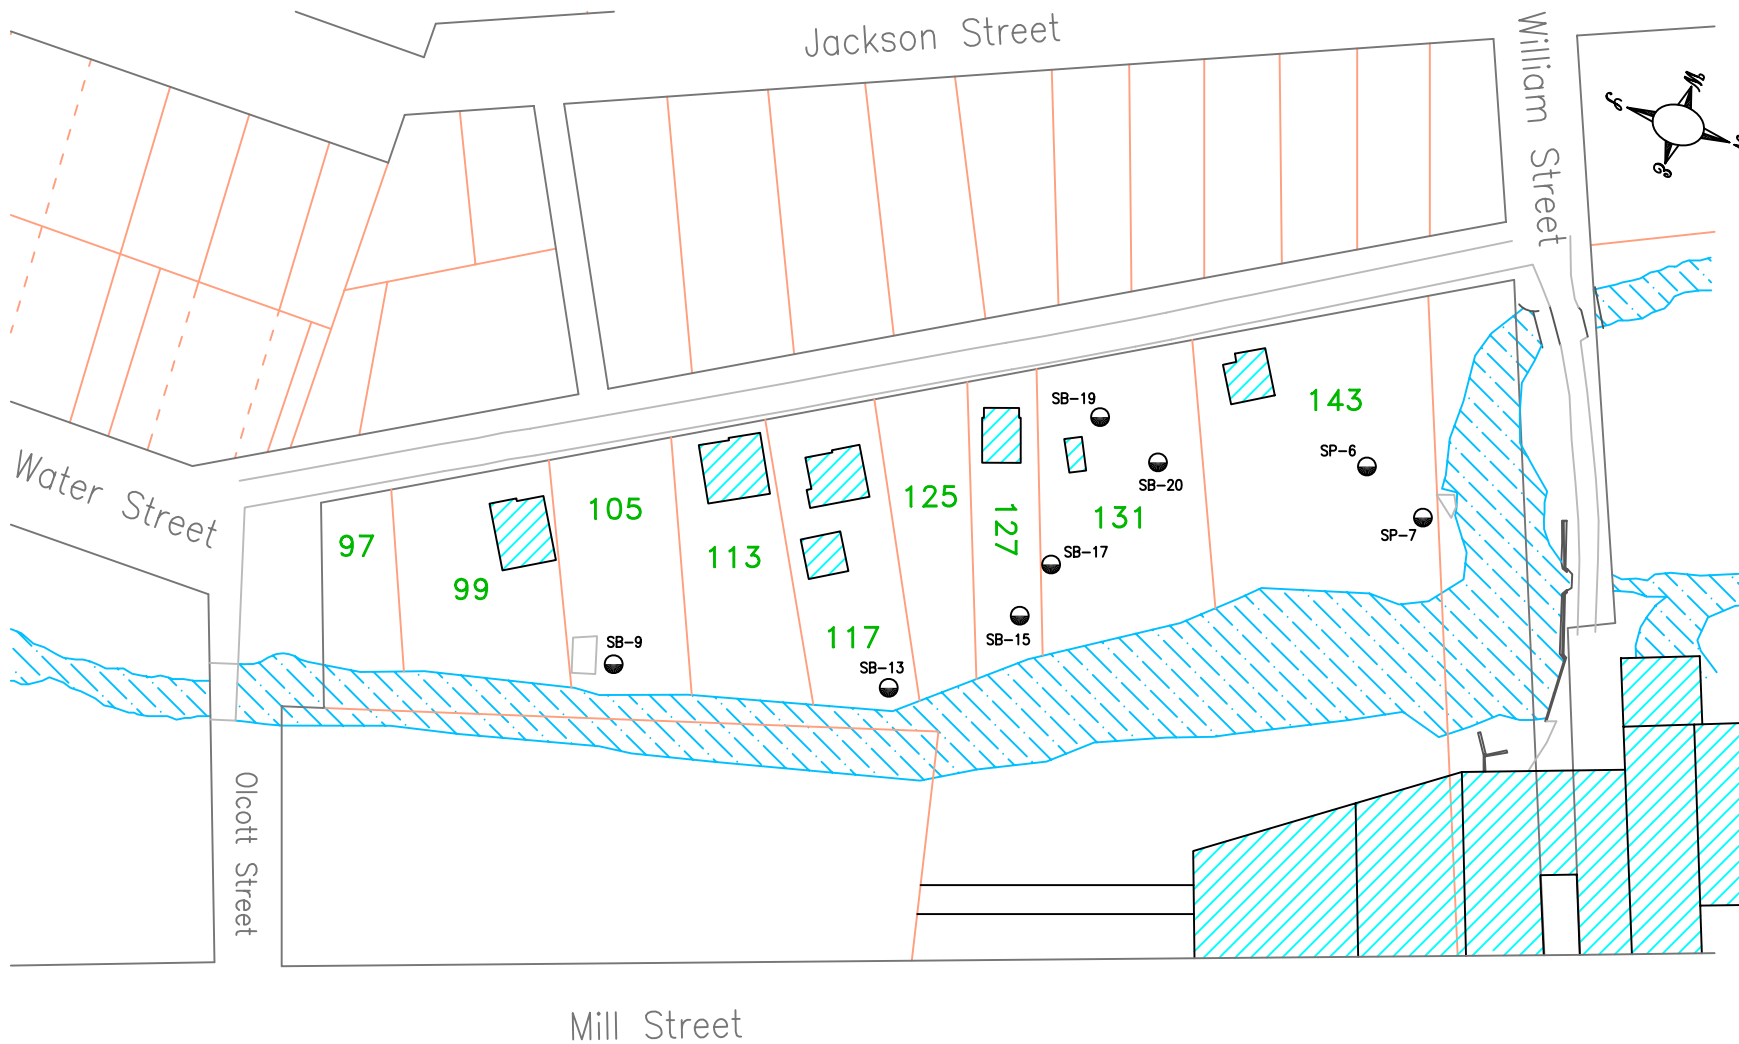 Jackson Street
William Street
W
S
N
E
Water Street
SB-19
143
SP-6
SB-20
125
105
127
131
SP-7
97
113
SB-17
99
117
SB-15
SB-9
SB-13
Olcott Street
Mill Street